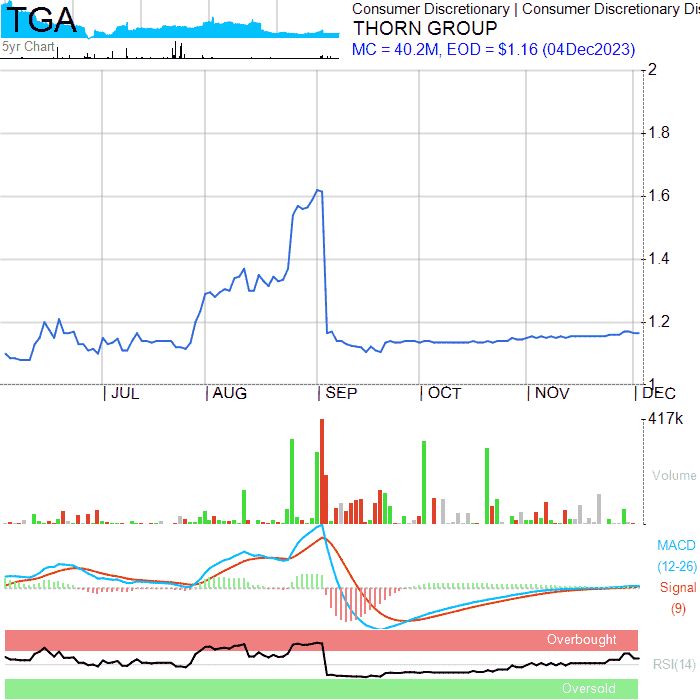 TGA
5yr Chart
Consumer Discretionary | Consumer Discretionary Dis
THORN GROUP
MC = 40.2M, EOD = $1.16 (04Dec2023)
2
1.8
1.6
1.4
1.2
1
JUL AUG SEP OCT NOV DEC
417k
Volume
MACD
(12-26)
Signal
(9)
Overbought
RSI(14)
Oversold